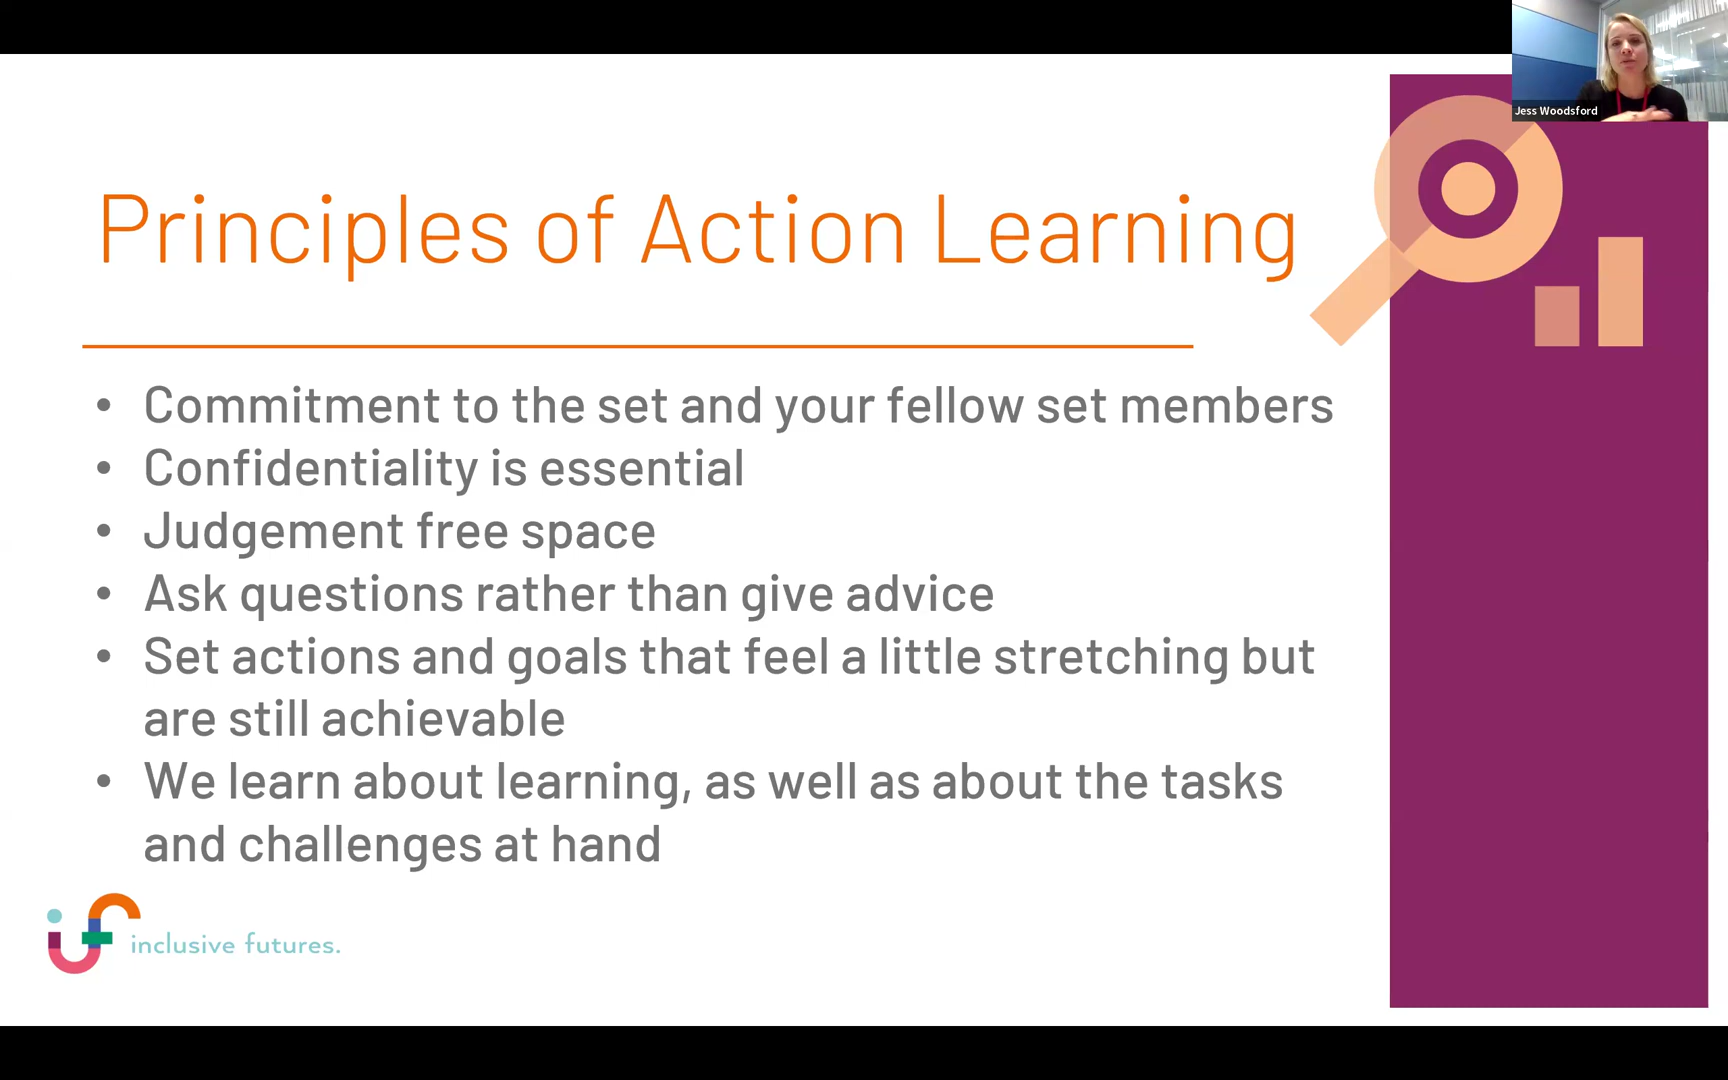 Jess Woodsford
Principles of Action Learning
• Commitment to the set and your fellow set members
• Confidentiality is essential
• Judgement free space
• Ask questions rather than give advice
• Set actions and goals that feel a little stretching but
are still achievable
• We learn about learning, as well as about the tasks
and challenges at hand
if
inclusive futures.